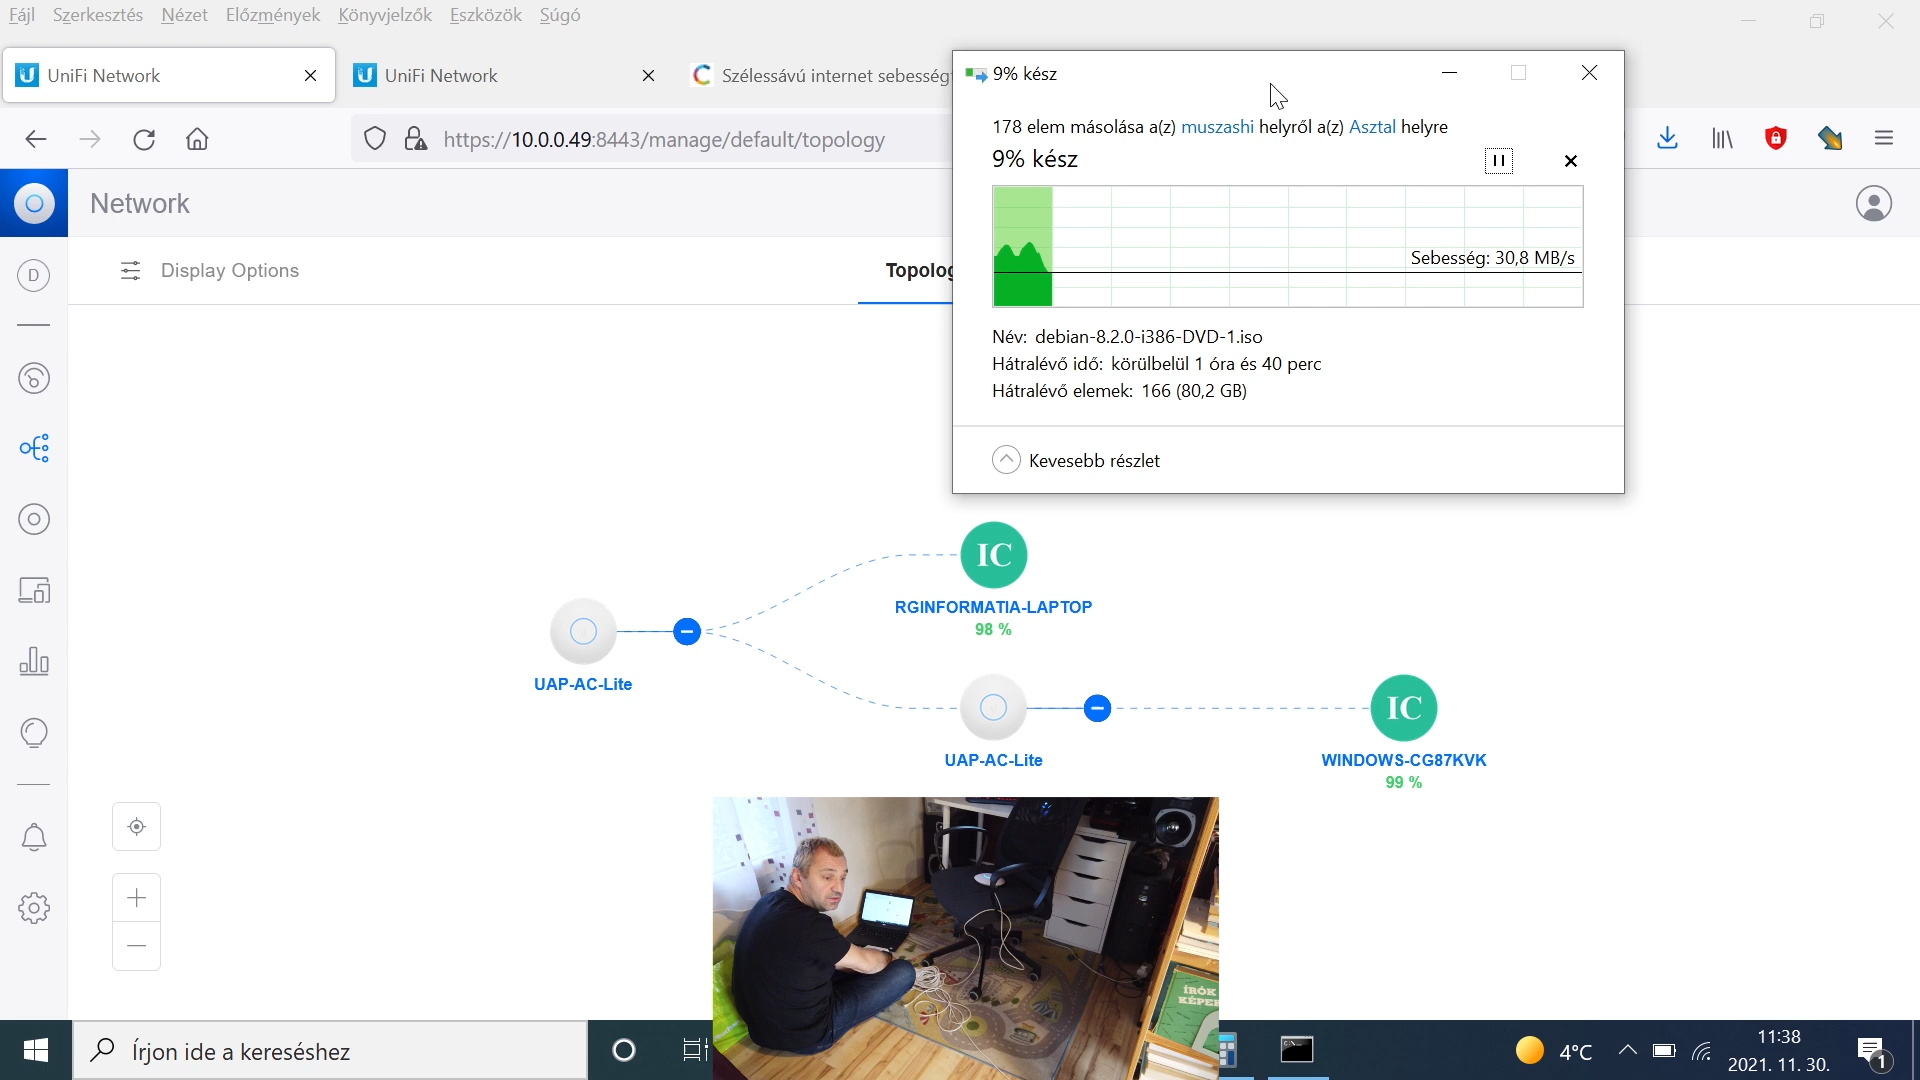 Fájl Szerkesztés Nézet Előzmények Könyvjelzők Eszközök Súgó
UniFi Network
UniFi Network
Szélessávú internet sebesség
https://10.0.0.49:8443/manage/default/topology
Network
D
Display Options
Topolog
9% kész
178 elem másolása a(z) muszashi helyről a(z) Asztal helyre
9% kész
Sebesség: 30,8 MB/s
Név: debian-8.2.0-i386-DVD-1.iso
Hátralévő idő: körülbelül 1 óra és 40 perc
Hátralévő elemek: 166 (80,2 GB)
Kevesebb részlet
IC
RGINFORMATIA-LAPTOP
98 %
UAP-AC-Lite
UAP-AC-Lite
IC
WINDOWS-CG87KVK
99 %
ÍRÓK
KÉPEK
Írjon ide a kereséshez
4°C
11:38
2021. 11. 30.
1